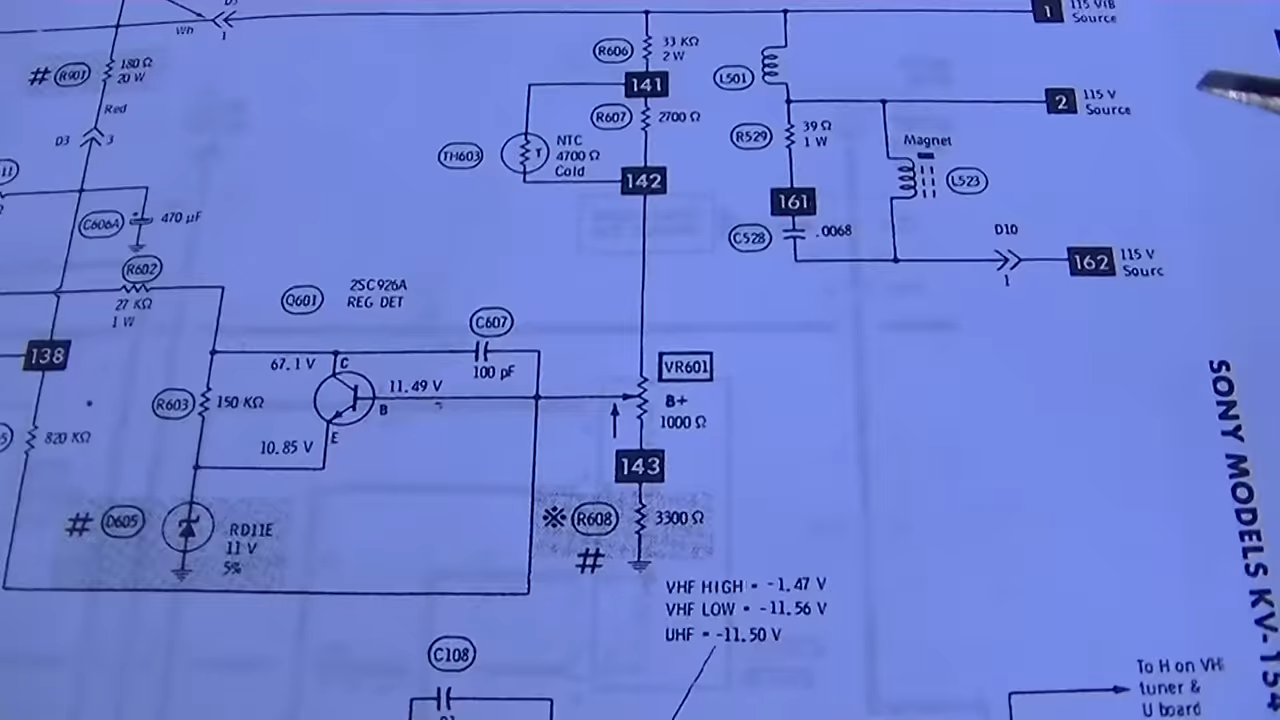 Wh
1
1
115 V
Source
# R901
180 Ω
20 W
Red
D3
3
R606
33 KΩ
2 W
141
R607
2700 Ω
TH603
T
NTC
4700 Ω
Cold
142
L501
2
115 V
Source
R529
39 Ω
1 W
Magnet
L523
161
C528
.0068
D10
1
162
115 V
Sourc
C606A
+
470 µF
R602
27 KΩ
1 W
138
Q601
2SC926A
REG DET
C607
100 pF
67.1 V
C
11.49 V
B
10.85 V
E
R603
150 KΩ
820 KΩ
VR601
B+
1000 Ω
143
※ R608
3300 Ω
#
# D605
RD11E
11 V
5%
VHF HIGH = -1.47 V
VHF LOW = -11.56 V
UHF = -11.50 V
C108
To H on VH
tuner &
U board
SONY MODELS KV-154